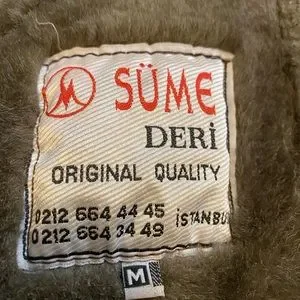 SÜME
DERİ
ORIGINAL QUALITY
0212 664 44 45 İSTANBUL
0212 664 34 49
M